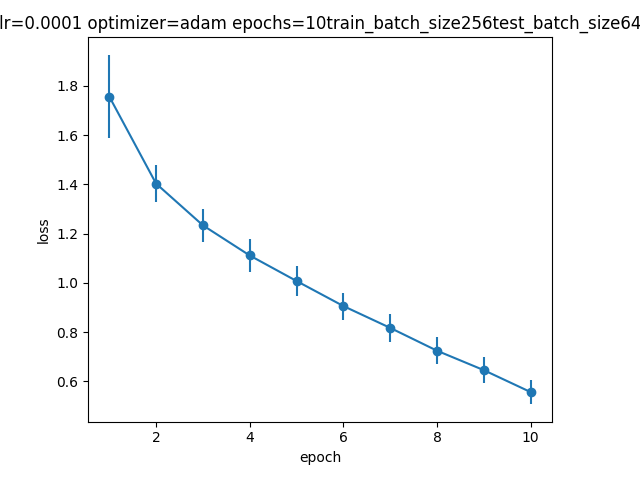 lr=0.0001 optimizer=adam epochs=10train_batch_size256test_batch_size64
1.8
1.6
1.4
1.2
1.0
0.8
0.6
loss
2 4 6 8 10
epoch